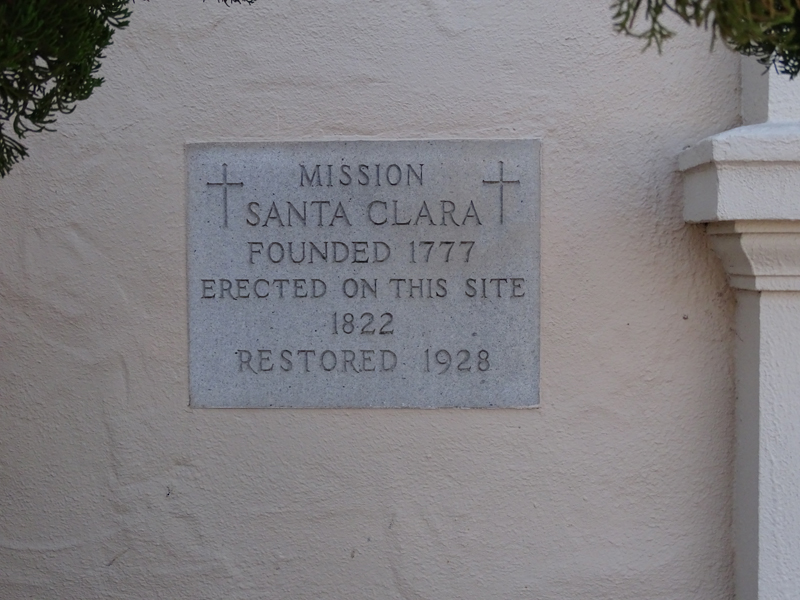 MISSION
SANTA CLARA
FOUNDED 1777
ERECTED ON THIS SITE
1822
RESTORED 1928